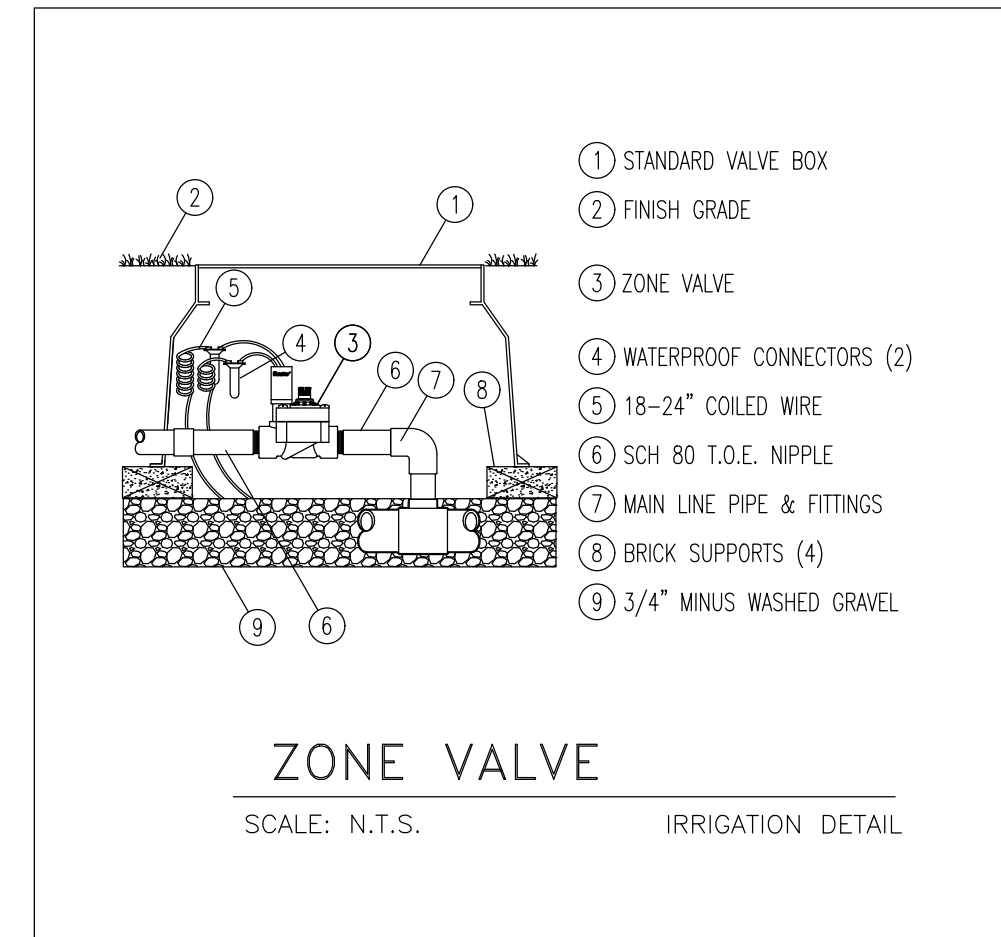 ① STANDARD VALVE BOX
② FINISH GRADE
③ ZONE VALVE
④ WATERPROOF CONNECTORS (2)
⑤ 18-24" COILED WIRE
⑥ SCH 80 T.O.E. NIPPLE
⑦ MAIN LINE PIPE & FITTINGS
⑧ BRICK SUPPORTS (4)
⑨ 3/4" MINUS WASHED GRAVEL
2
1
5
4
3
6
7
8
9
6
ZONE VALVE
SCALE: N.T.S. IRRIGATION DETAIL